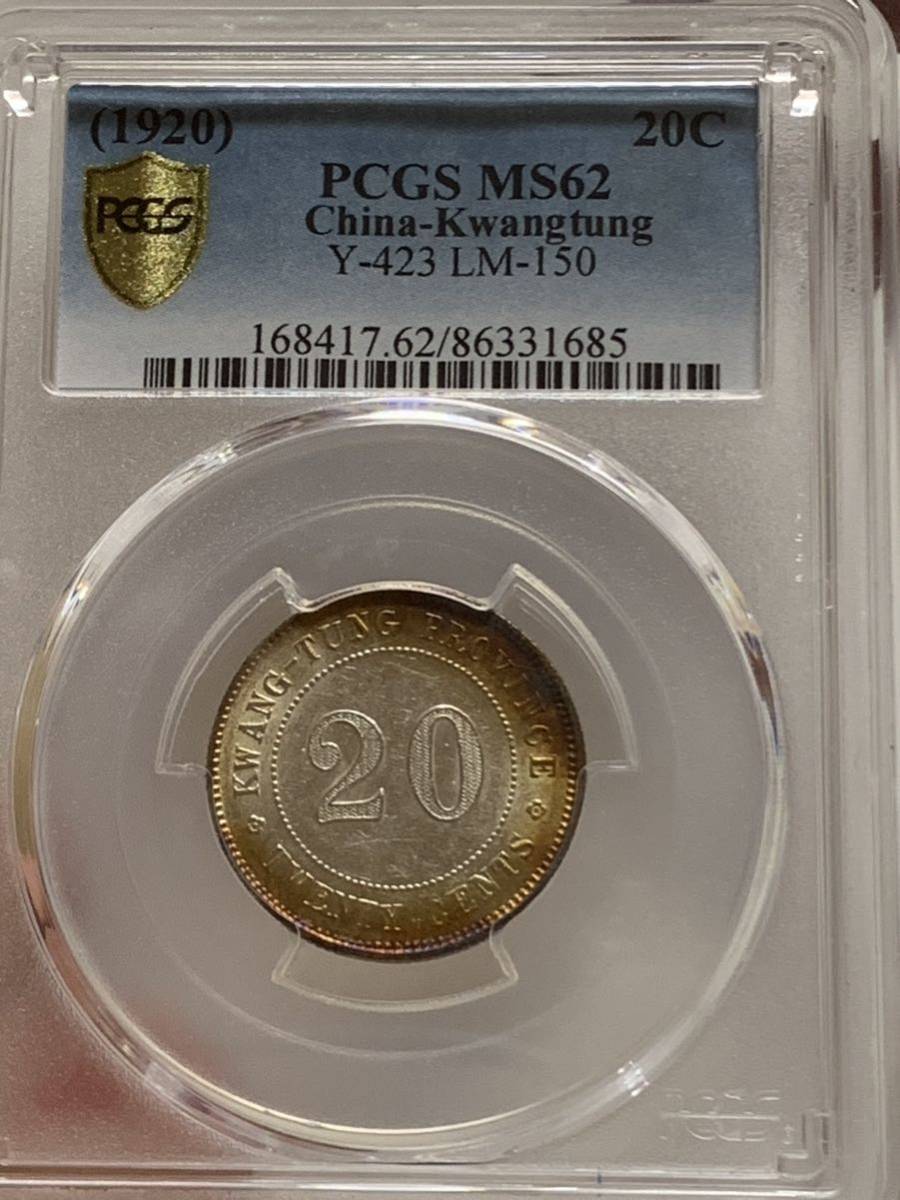 (1920) 20C
PCGS
PCGS MS62
China-Kwangtung
Y-423 LM-150
168417.62/86331685
KWANG-TUNG PROVINCE
20
TWENTY CENTS
PCGS